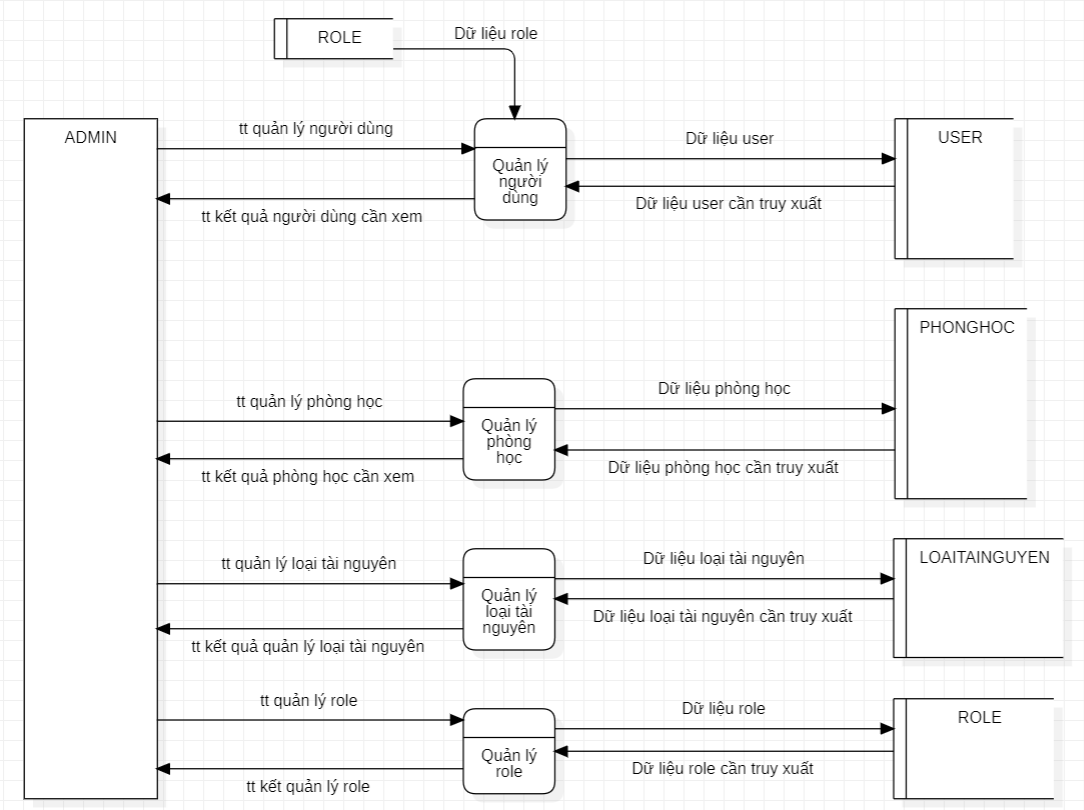 ROLE
Dữ liệu role
ADMIN
tt quản lý người dùng
Quản lý
người
dùng
Dữ liệu user
USER
tt kết quả người dùng cần xem
Dữ liệu user cần truy xuất
PHONGHOC
tt quản lý phòng học
Quản lý
phòng
học
Dữ liệu phòng học
tt kết quả phòng học cần xem
Dữ liệu phòng học cần truy xuất
tt quản lý loại tài nguyên
Quản lý
loại tài
nguyên
Dữ liệu loại tài nguyên
LOAITAINGUYEN
tt kết quả quản lý loại tài nguyên
Dữ liệu loại tài nguyên cần truy xuất
tt quản lý role
Quản lý
role
Dữ liệu role
ROLE
tt kết quản lý role
Dữ liệu role cần truy xuất